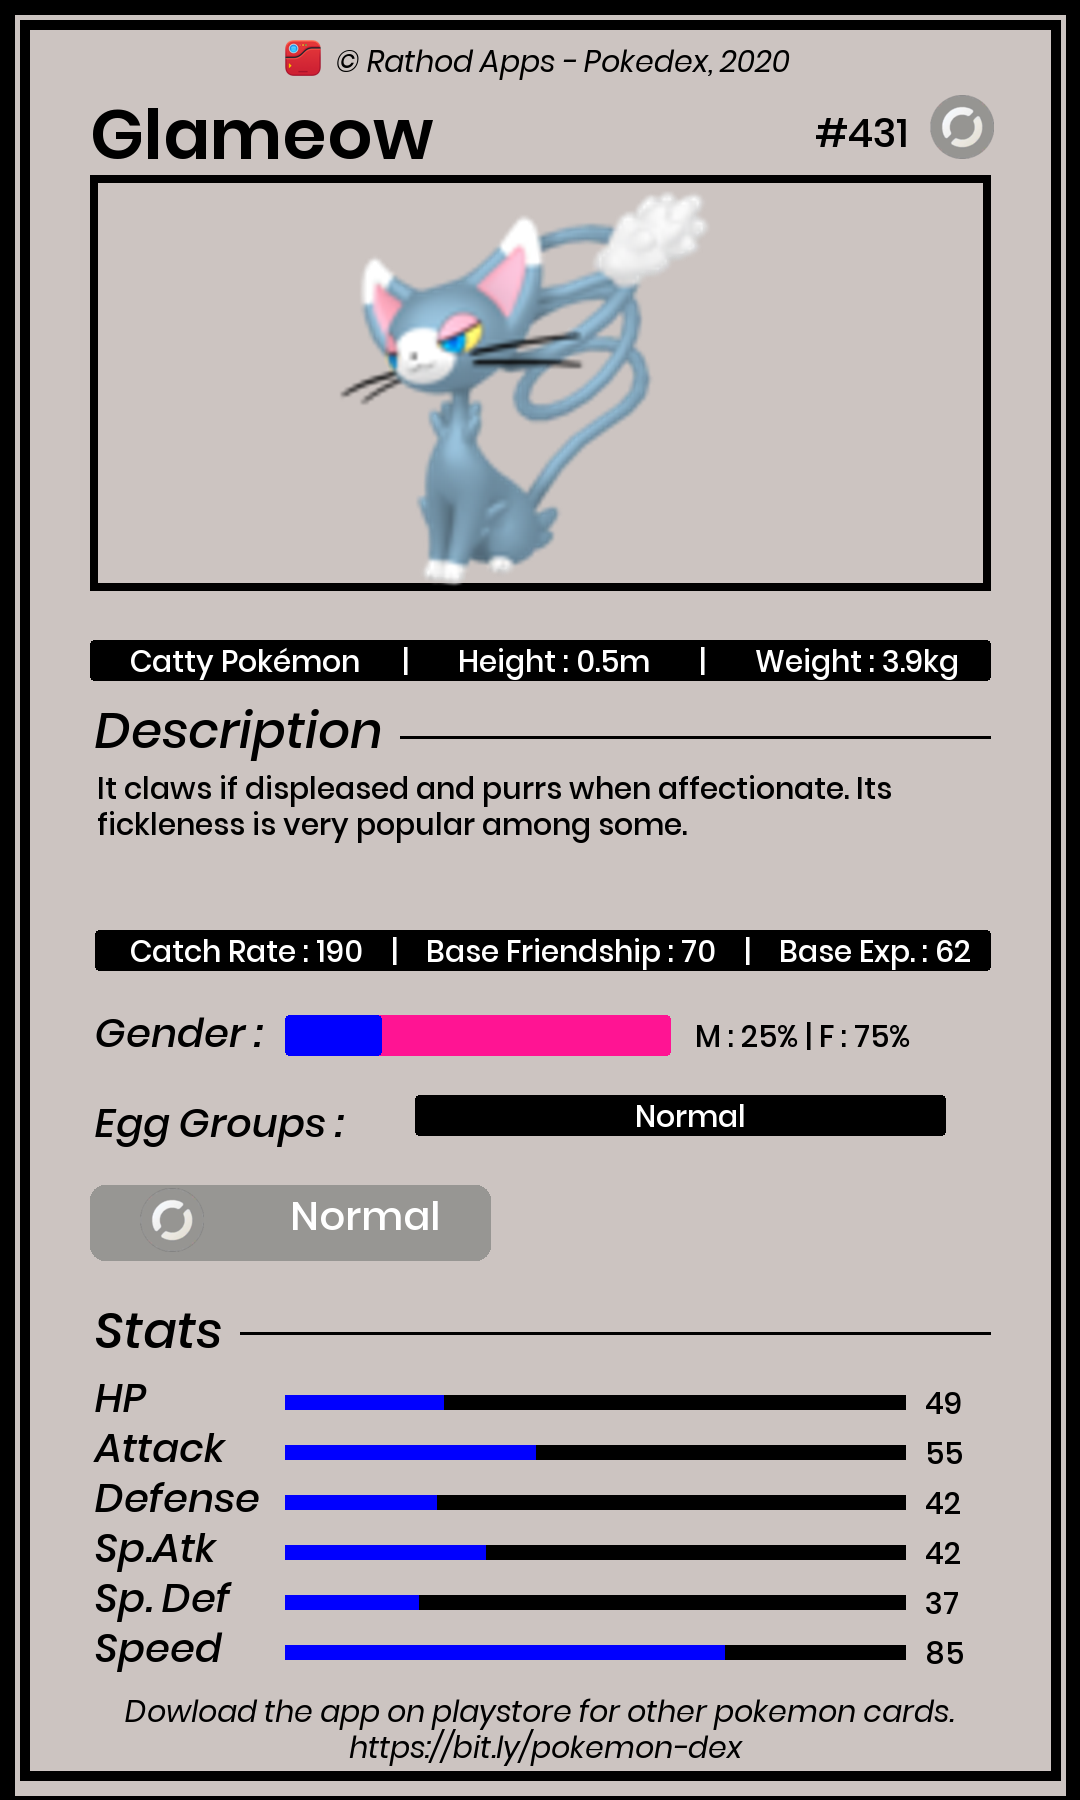 © Rathod Apps - Pokedex, 2020
Glameow #431
Catty Pokémon | Height : 0.5m | Weight : 3.9kg
Description
It claws if displeased and purrs when affectionate. Its
fickleness is very popular among some.
Catch Rate : 190 | Base Friendship : 70 | Base Exp. : 62
Gender : M : 25% | F : 75%
Egg Groups : Normal
Normal
Stats
HP 49
Attack 55
Defense 42
Sp.Atk 42
Sp. Def 37
Speed 85
Dowload the app on playstore for other pokemon cards.
https://bit.ly/pokemon-dex